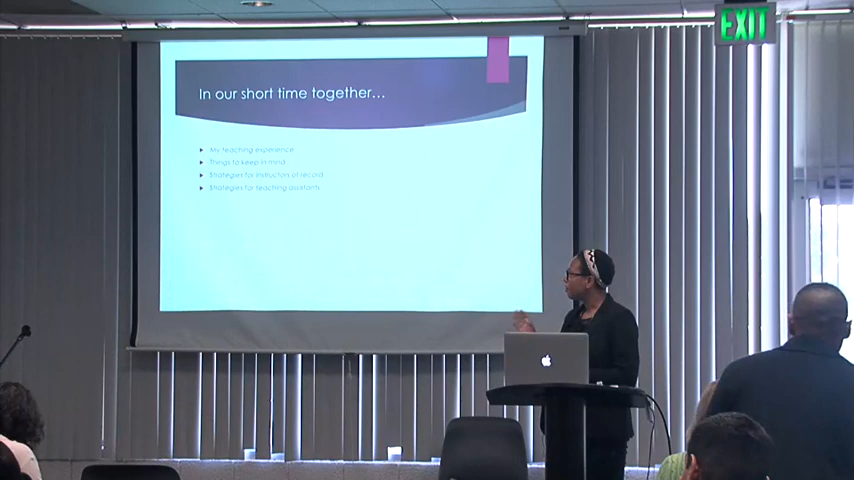 EXIT
In our short time together...
My teaching experience
Things to keep in mind
Strategies for instructors of record
Strategies for teaching assistants